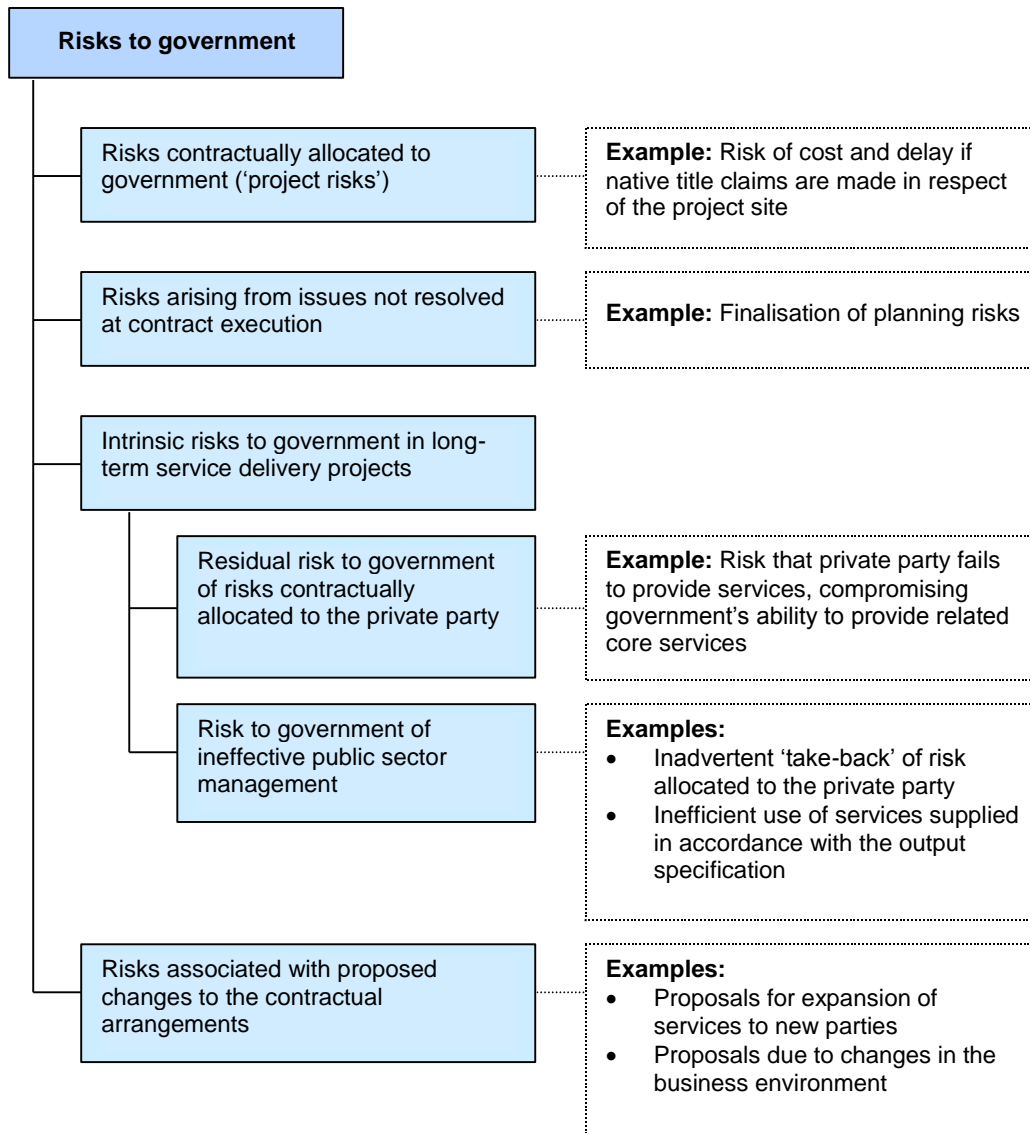 Risks to government
Risks contractually allocated to
government (‘project risks’)
Example: Risk of cost and delay if
native title claims are made in respect
of the project site
Risks arising from issues not resolved
at contract execution
Example: Finalisation of planning risks
Intrinsic risks to government in long-
term service delivery projects
Residual risk to government
of risks contractually
allocated to the private party
Example: Risk that private party fails
to provide services, compromising
government’s ability to provide related
core services
Risk to government of
ineffective public sector
management
Examples:
• Inadvertent ‘take-back’ of risk
allocated to the private party
• Inefficient use of services supplied
in accordance with the output
specification
Risks associated with proposed
changes to the contractual
arrangements
Examples:
• Proposals for expansion of
services to new parties
• Proposals due to changes in the
business environment